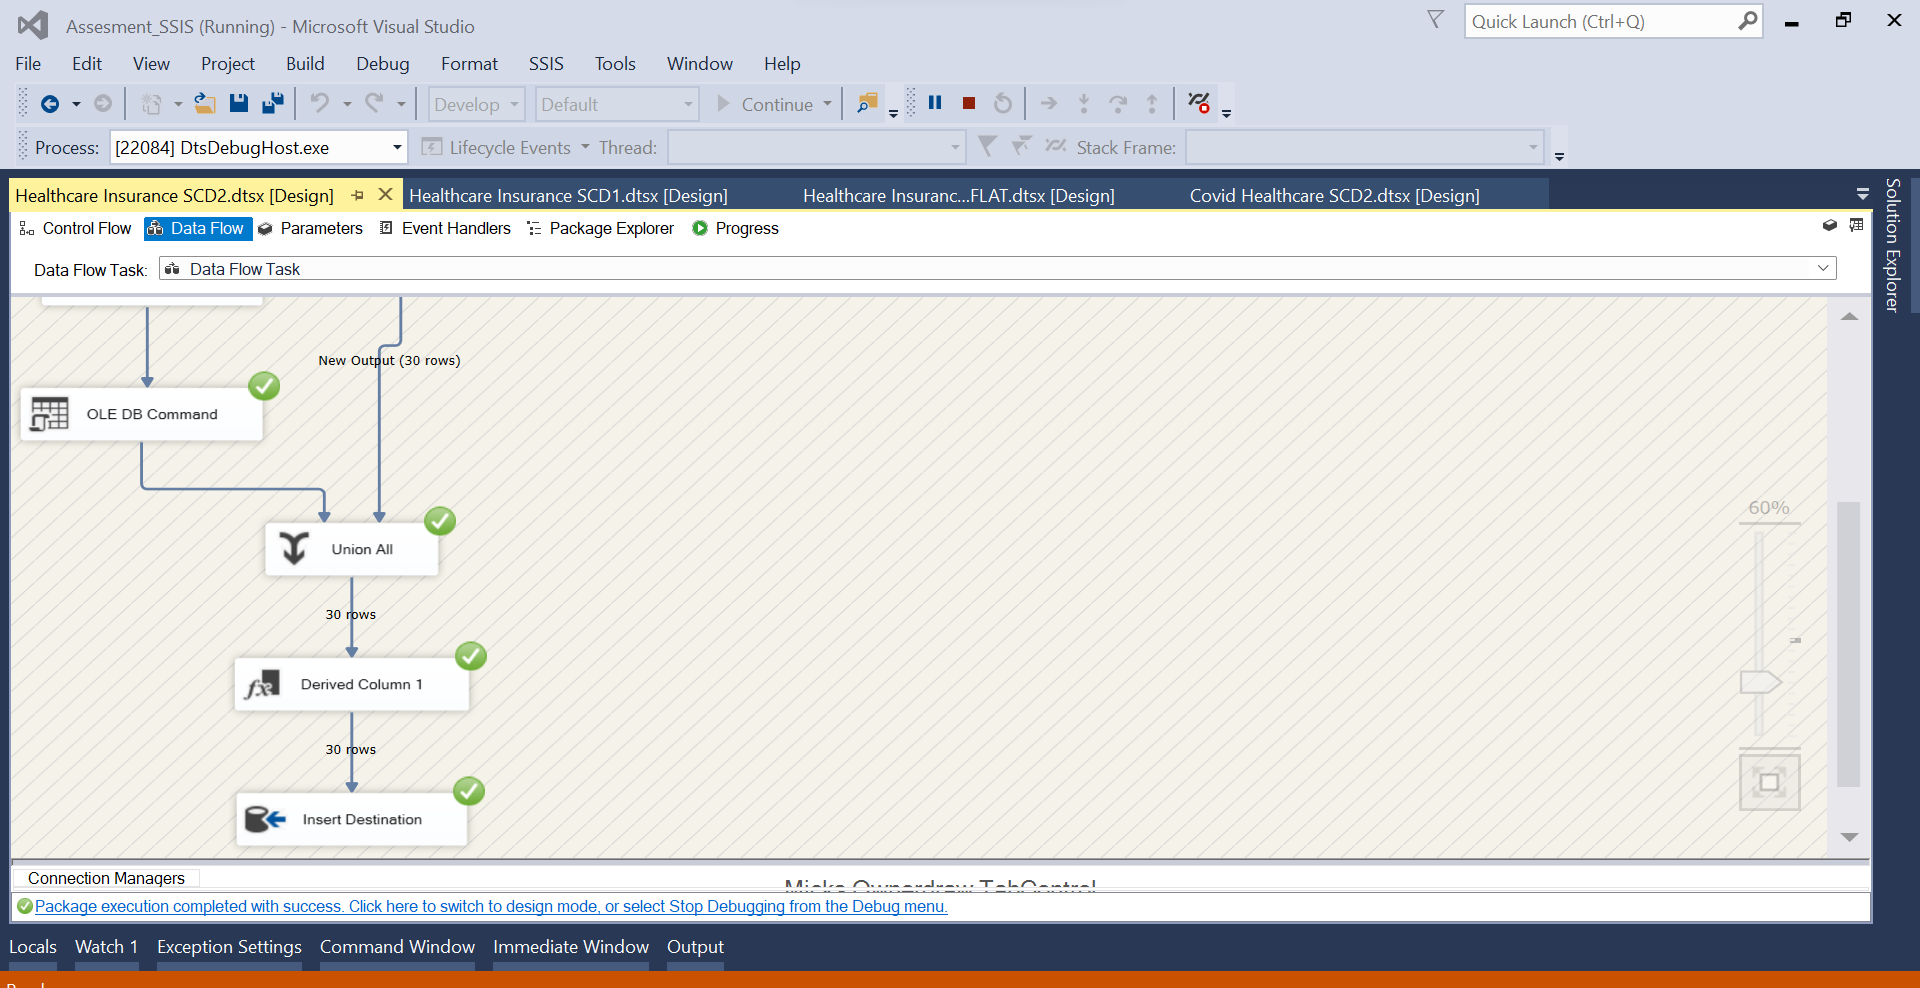 Assesment_SSIS (Running) - Microsoft Visual Studio
Quick Launch (Ctrl+Q)
File Edit View Project Build Debug Format SSIS Tools Window Help
Develop Default Continue
Process: [22084] DtsDebugHost.exe Lifecycle Events Thread: Stack Frame:
Healthcare Insurance SCD2.dtsx [Design] Healthcare Insurance SCD1.dtsx [Design] Healthcare Insuranc...FLAT.dtsx [Design] Covid Healthcare SCD2.dtsx [Design]
Solution Explorer
Control Flow Data Flow Parameters Event Handlers Package Explorer Progress
Data Flow Task: Data Flow Task
New Output (30 rows)
OLE DB Command
60%
Union All
30 rows
Derived Column 1
30 rows
Insert Destination
Connection Managers
Package execution completed with success. Click here to switch to design mode, or select Stop Debugging from the Debug menu.
Locals Watch 1 Exception Settings Command Window Immediate Window Output